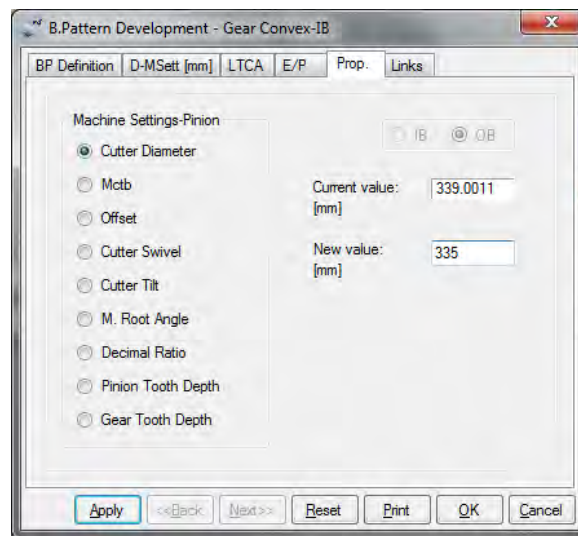 B.Pattern Development - Gear Convex-IB
BP Definition D-MSett [mm] LTCA E/P Prop. Links
Machine Settings-Pinion
Cutter Diameter
Mctb
Offset
Cutter Swivel
Cutter Tilt
M. Root Angle
Decimal Ratio
Pinion Tooth Depth
Gear Tooth Depth
IB OB
Current value: 339.0011
[mm]
New value: 335
[mm]
Apply <<Back Next>> Reset Print OK Cancel